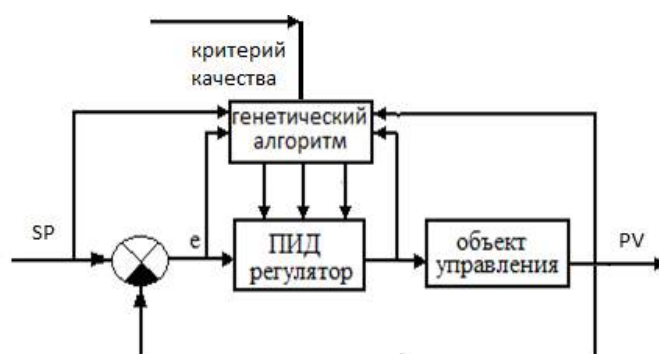 критерий
качества
генетический
алгоритм
SP
e
ПИД
регулятор
объект
управления
PV